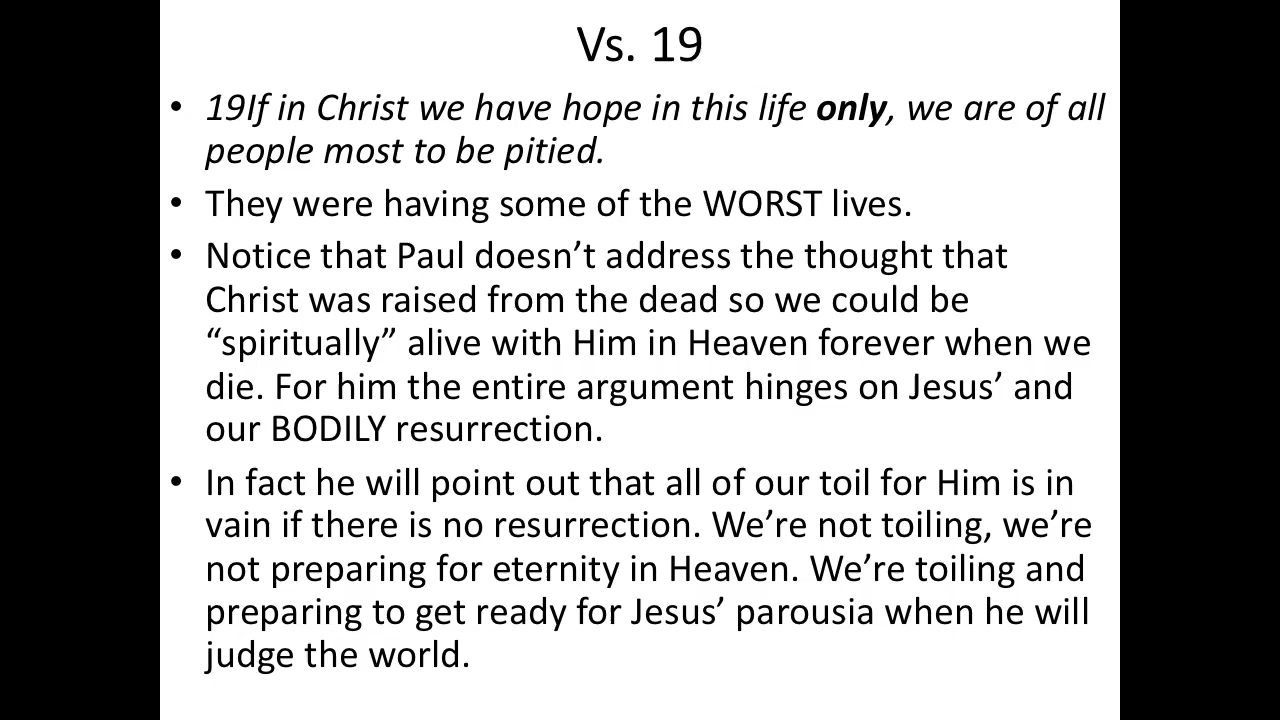 Vs. 19
• 19If in Christ we have hope in this life only, we are of all
people most to be pitied.
• They were having some of the WORST lives.
• Notice that Paul doesn’t address the thought that
Christ was raised from the dead so we could be
“spiritually” alive with Him in Heaven forever when we
die. For him the entire argument hinges on Jesus’ and
our BODILY resurrection.
• In fact he will point out that all of our toil for Him is in
vain if there is no resurrection. We’re not toiling, we’re
not preparing for eternity in Heaven. We’re toiling and
preparing to get ready for Jesus’ parousia when he will
judge the world.